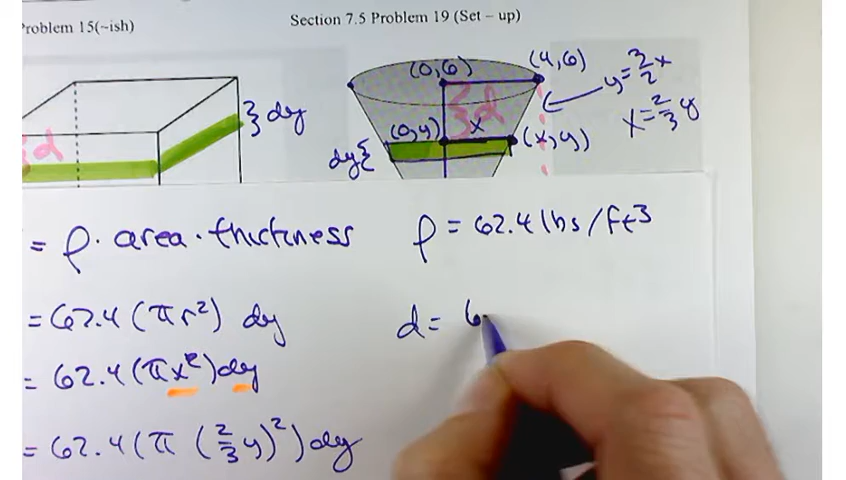 Problem 15(~ish)
Section 7.5 Problem 19 (Set – up)
(0,6)
(4,6)
y=3/2x
x=2/3y
dy
d
d
(0,y)
x
(x,y)
dy
= ρ · area · thickness
ρ = 62.4 lbs/ft3
= 62.4 (πr²) dy
d= 6
= 62.4 (πx²) dy
= 62.4 (π (2/3 y)²) dy